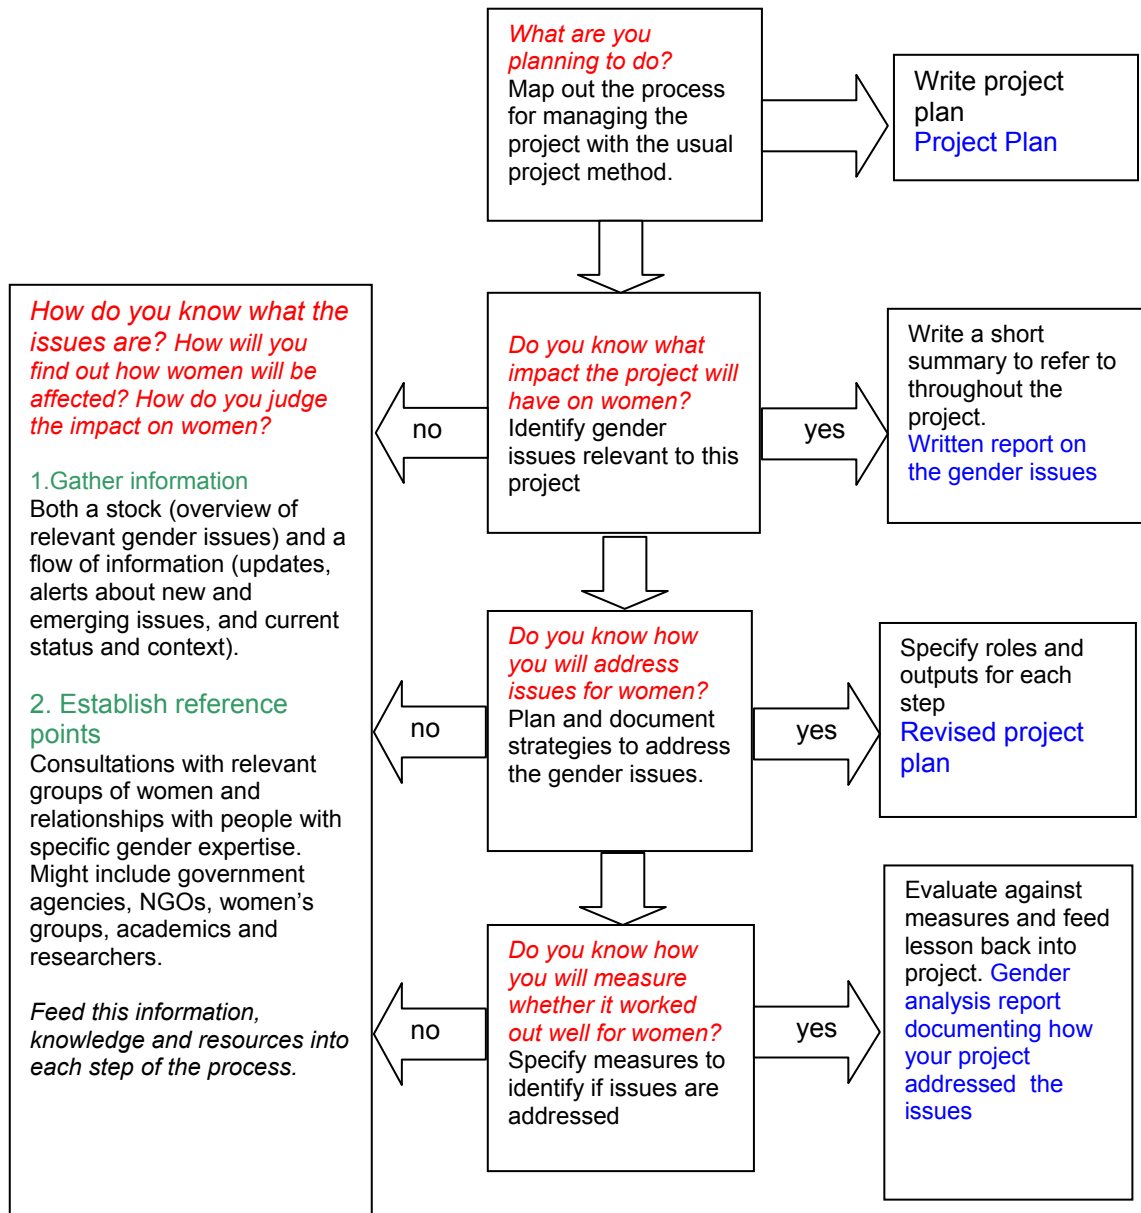 What are you
planning to do?
Map out the process
for managing the
project with the usual
project method.
Write project
plan
Project Plan
How do you know what the
issues are? How will you
find out how women will be
affected? How do you judge
the impact on women?
1.Gather information
Both a stock (overview of
relevant gender issues) and a
flow of information (updates,
alerts about new and
emerging issues, and current
status and context).
2. Establish reference
points
Consultations with relevant
groups of women and
relationships with people with
specific gender expertise.
Might include government
agencies, NGOs, women’s
groups, academics and
researchers.
Feed this information,
knowledge and resources into
each step of the process.
no
Do you know what
impact the project will
have on women?
Identify gender
issues relevant to this
project
yes
Write a short
summary to refer to
throughout the
project.
Written report on
the gender issues
no
Do you know how
you will address
issues for women?
Plan and document
strategies to address
the gender issues.
yes
Specify roles and
outputs for each
step
Revised project
plan
no
Do you know how
you will measure
whether it worked
out well for women?
Specify measures to
identify if issues are
addressed
yes
Evaluate against
measures and feed
lesson back into
project. Gender
analysis report
documenting how
your project
addressed the
issues